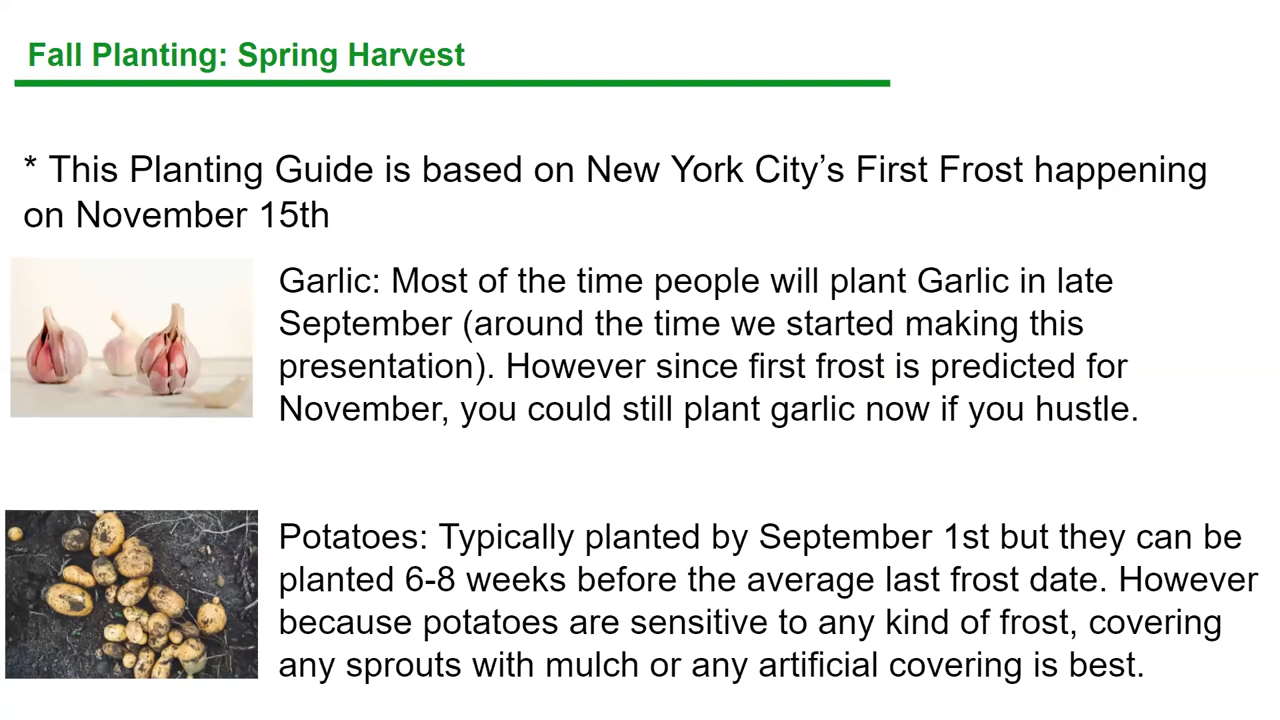 Fall Planting: Spring Harvest
* This Planting Guide is based on New York City’s First Frost happening
on November 15th
Garlic: Most of the time people will plant Garlic in late
September (around the time we started making this
presentation). However since first frost is predicted for
November, you could still plant garlic now if you hustle.
Potatoes: Typically planted by September 1st but they can be
planted 6-8 weeks before the average last frost date. However
because potatoes are sensitive to any kind of frost, covering
any sprouts with mulch or any artificial covering is best.